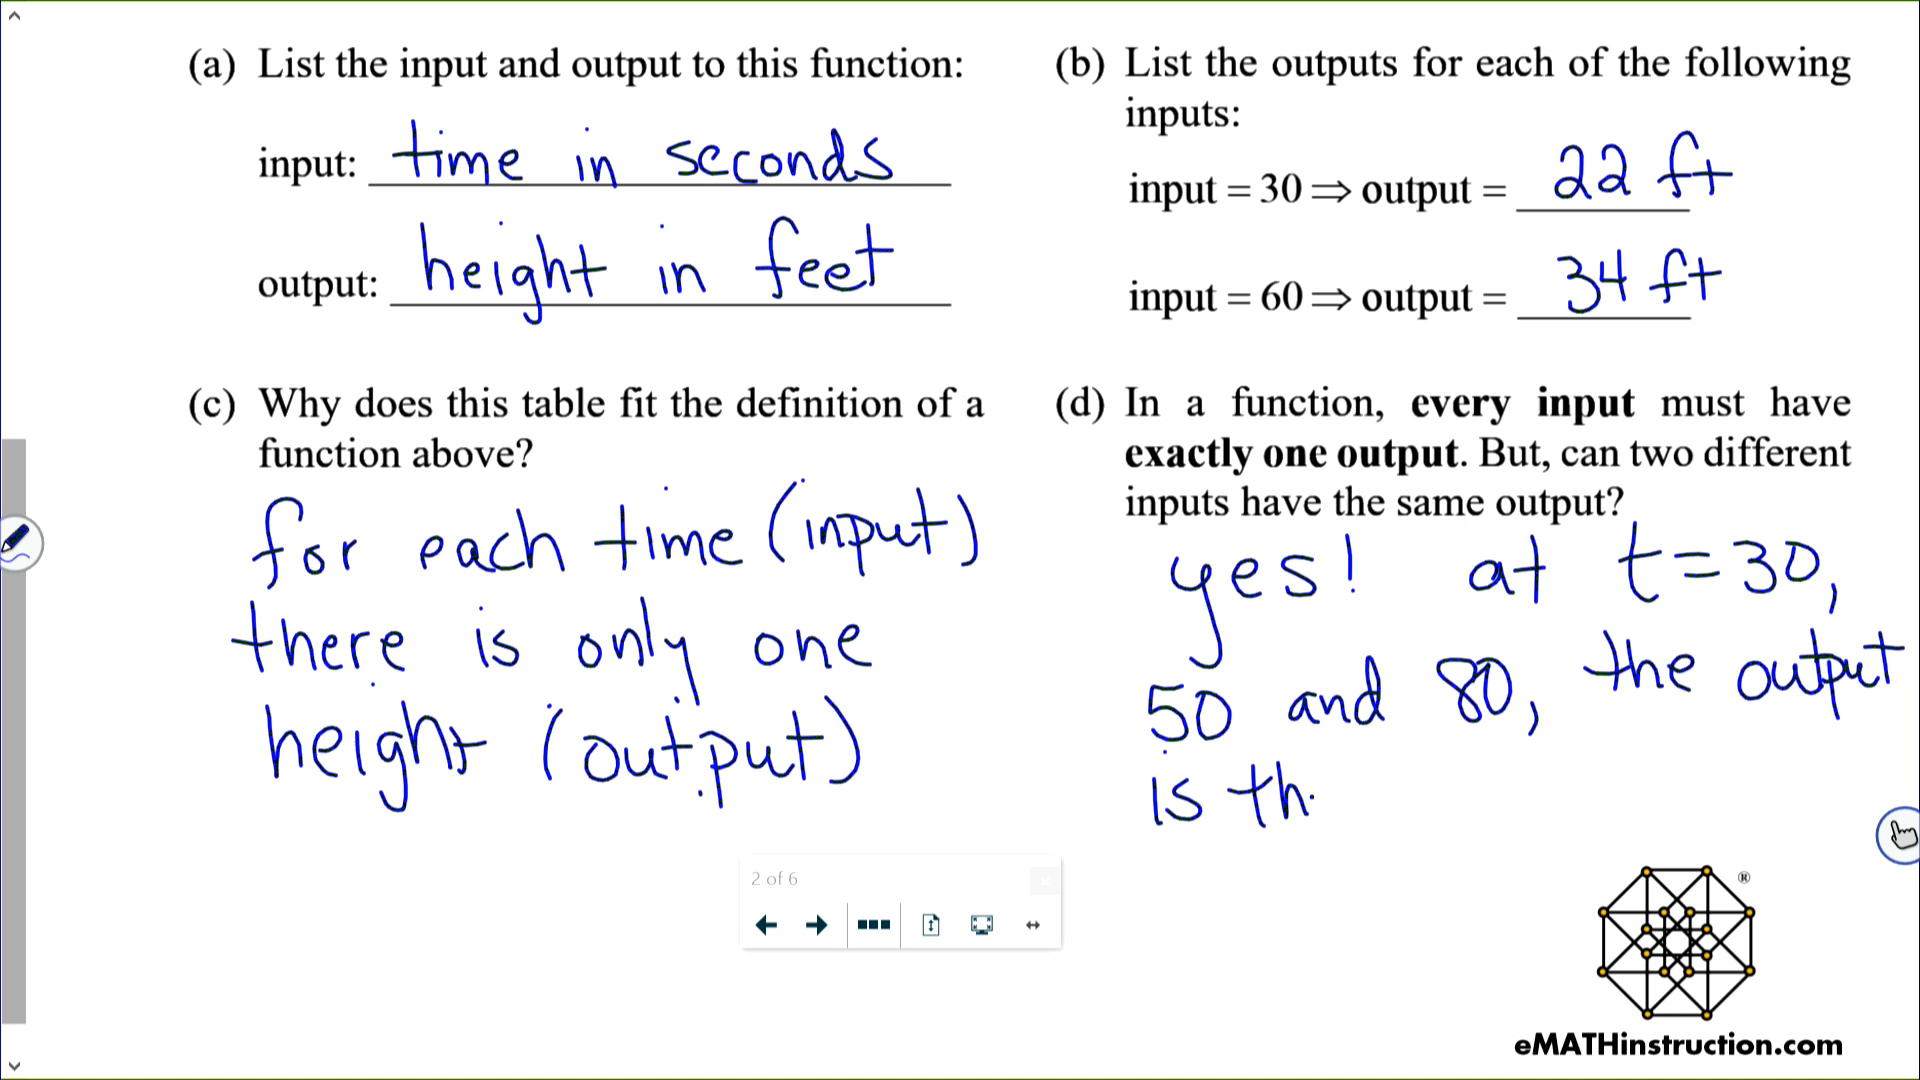 (a) List the input and output to this function:
input: time in seconds
output: height in feet
(b) List the outputs for each of the following
inputs:
input = 30 ⇒ output = 22 ft
input = 60 ⇒ output = 34 ft
(c) Why does this table fit the definition of a
function above?
for each time (input)
there is only one
height (output)
(d) In a function, every input must have
exactly one output. But, can two different
inputs have the same output?
yes! at t=30,
50 and 80, the output
is th
2 of 6
®
eMATHinstruction.com